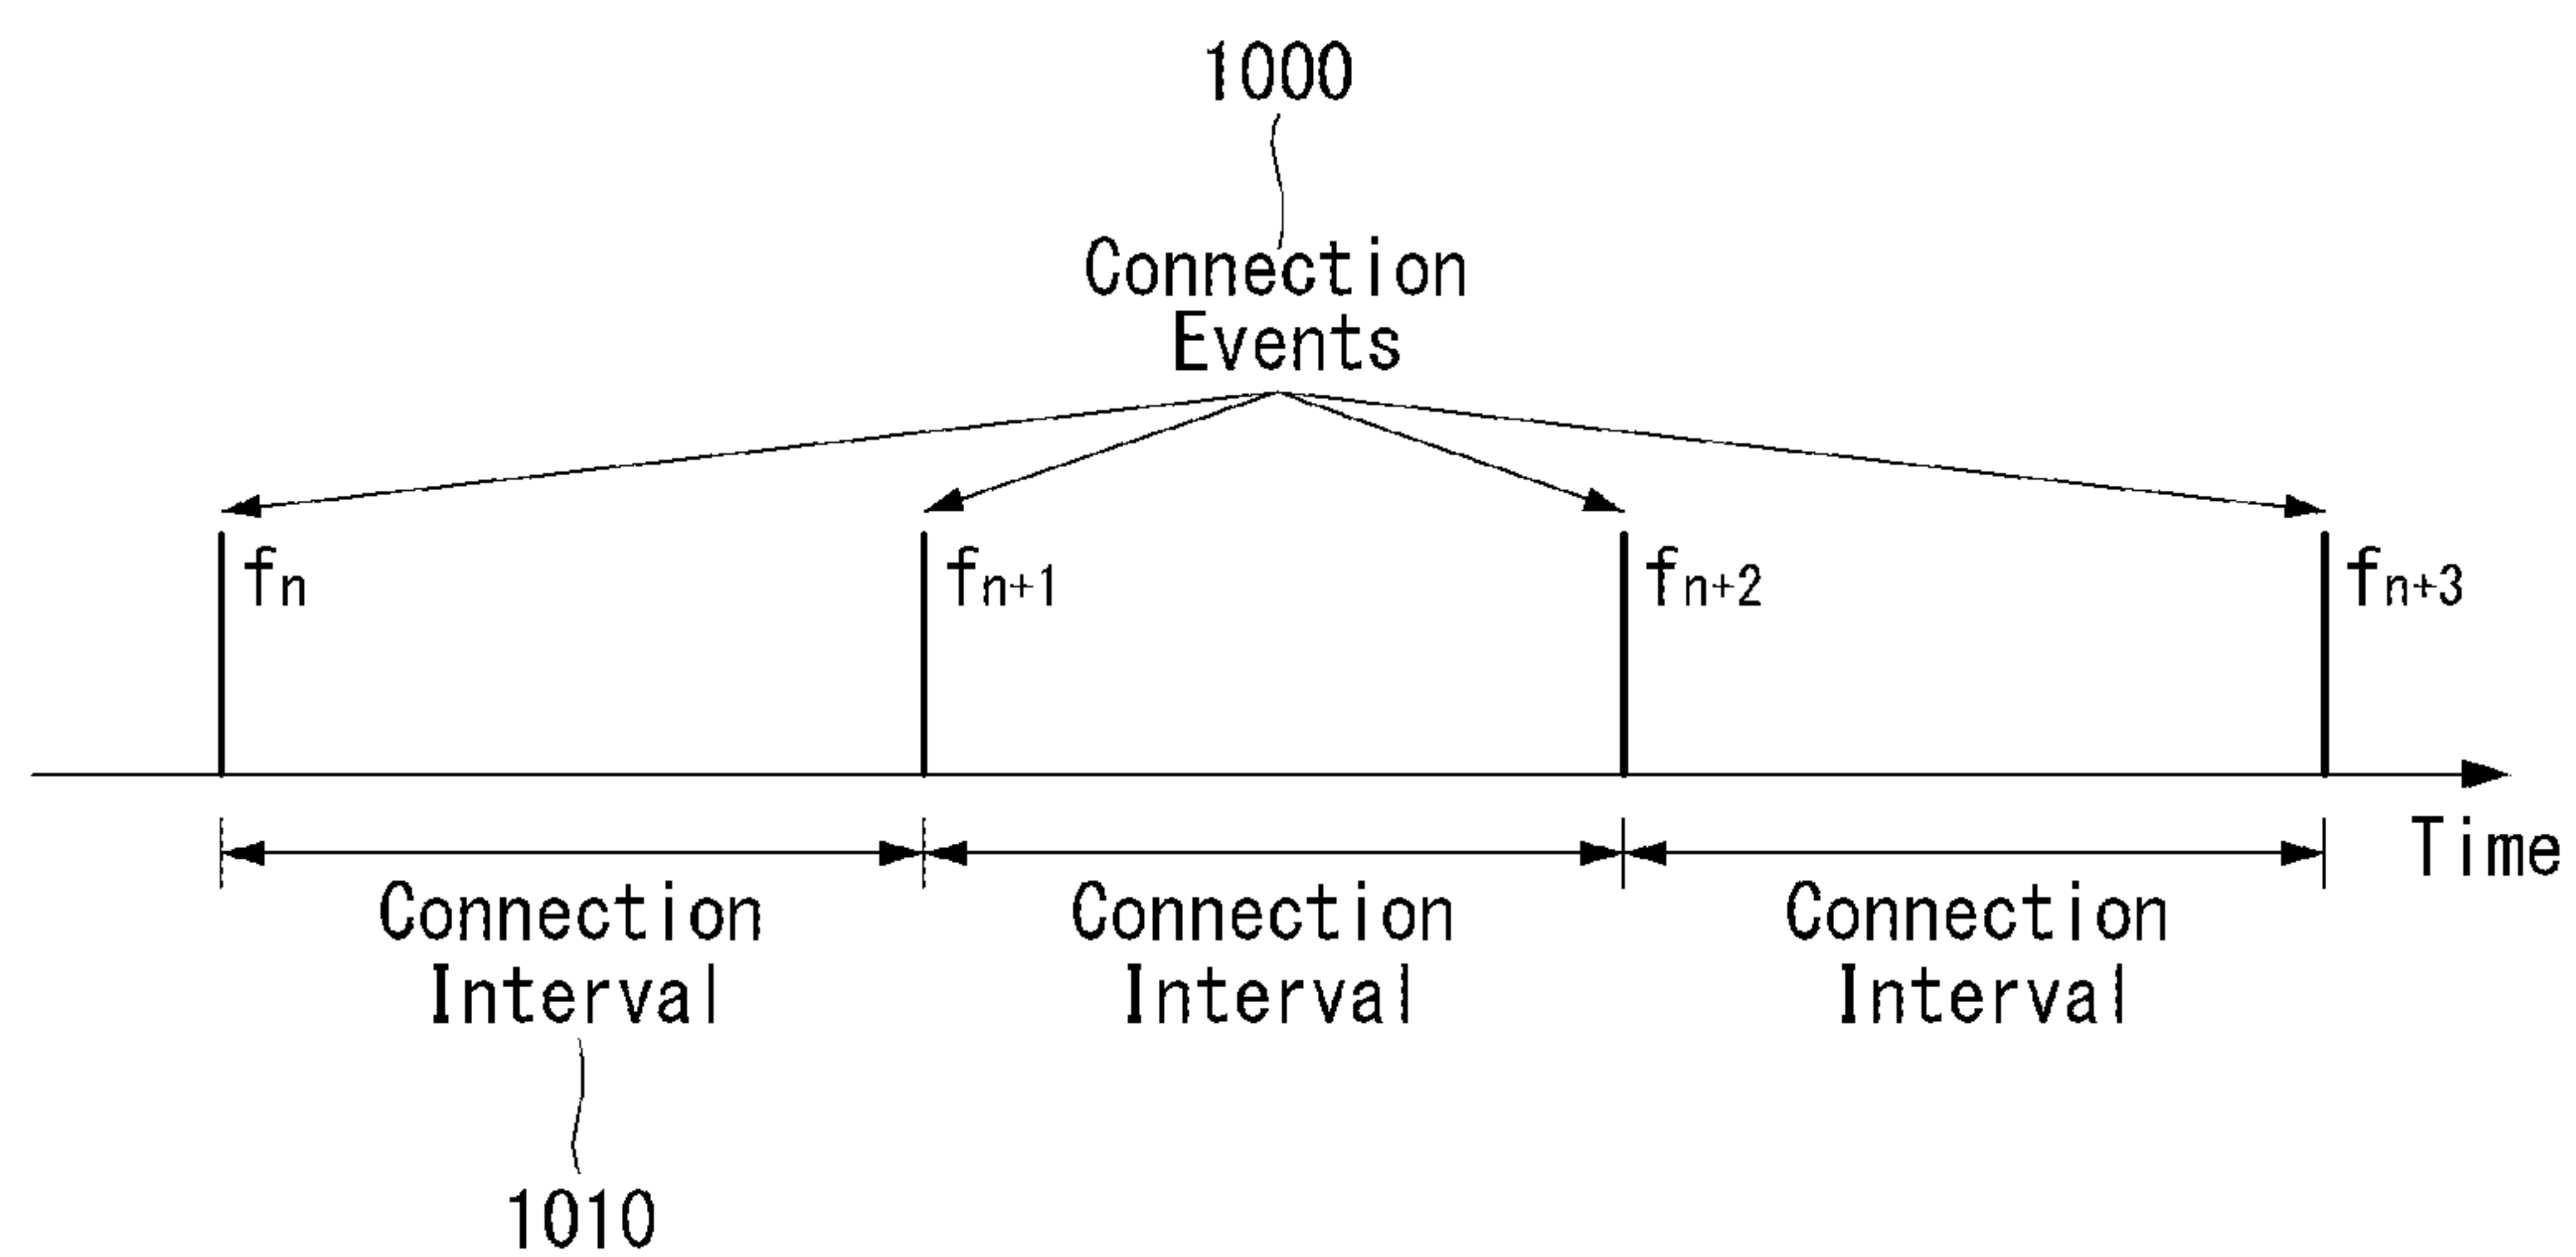 1000
Connection
Events
fn
fn+1
fn+2
fn+3
Time
Connection
Interval
Connection
Interval
Connection
Interval
1010